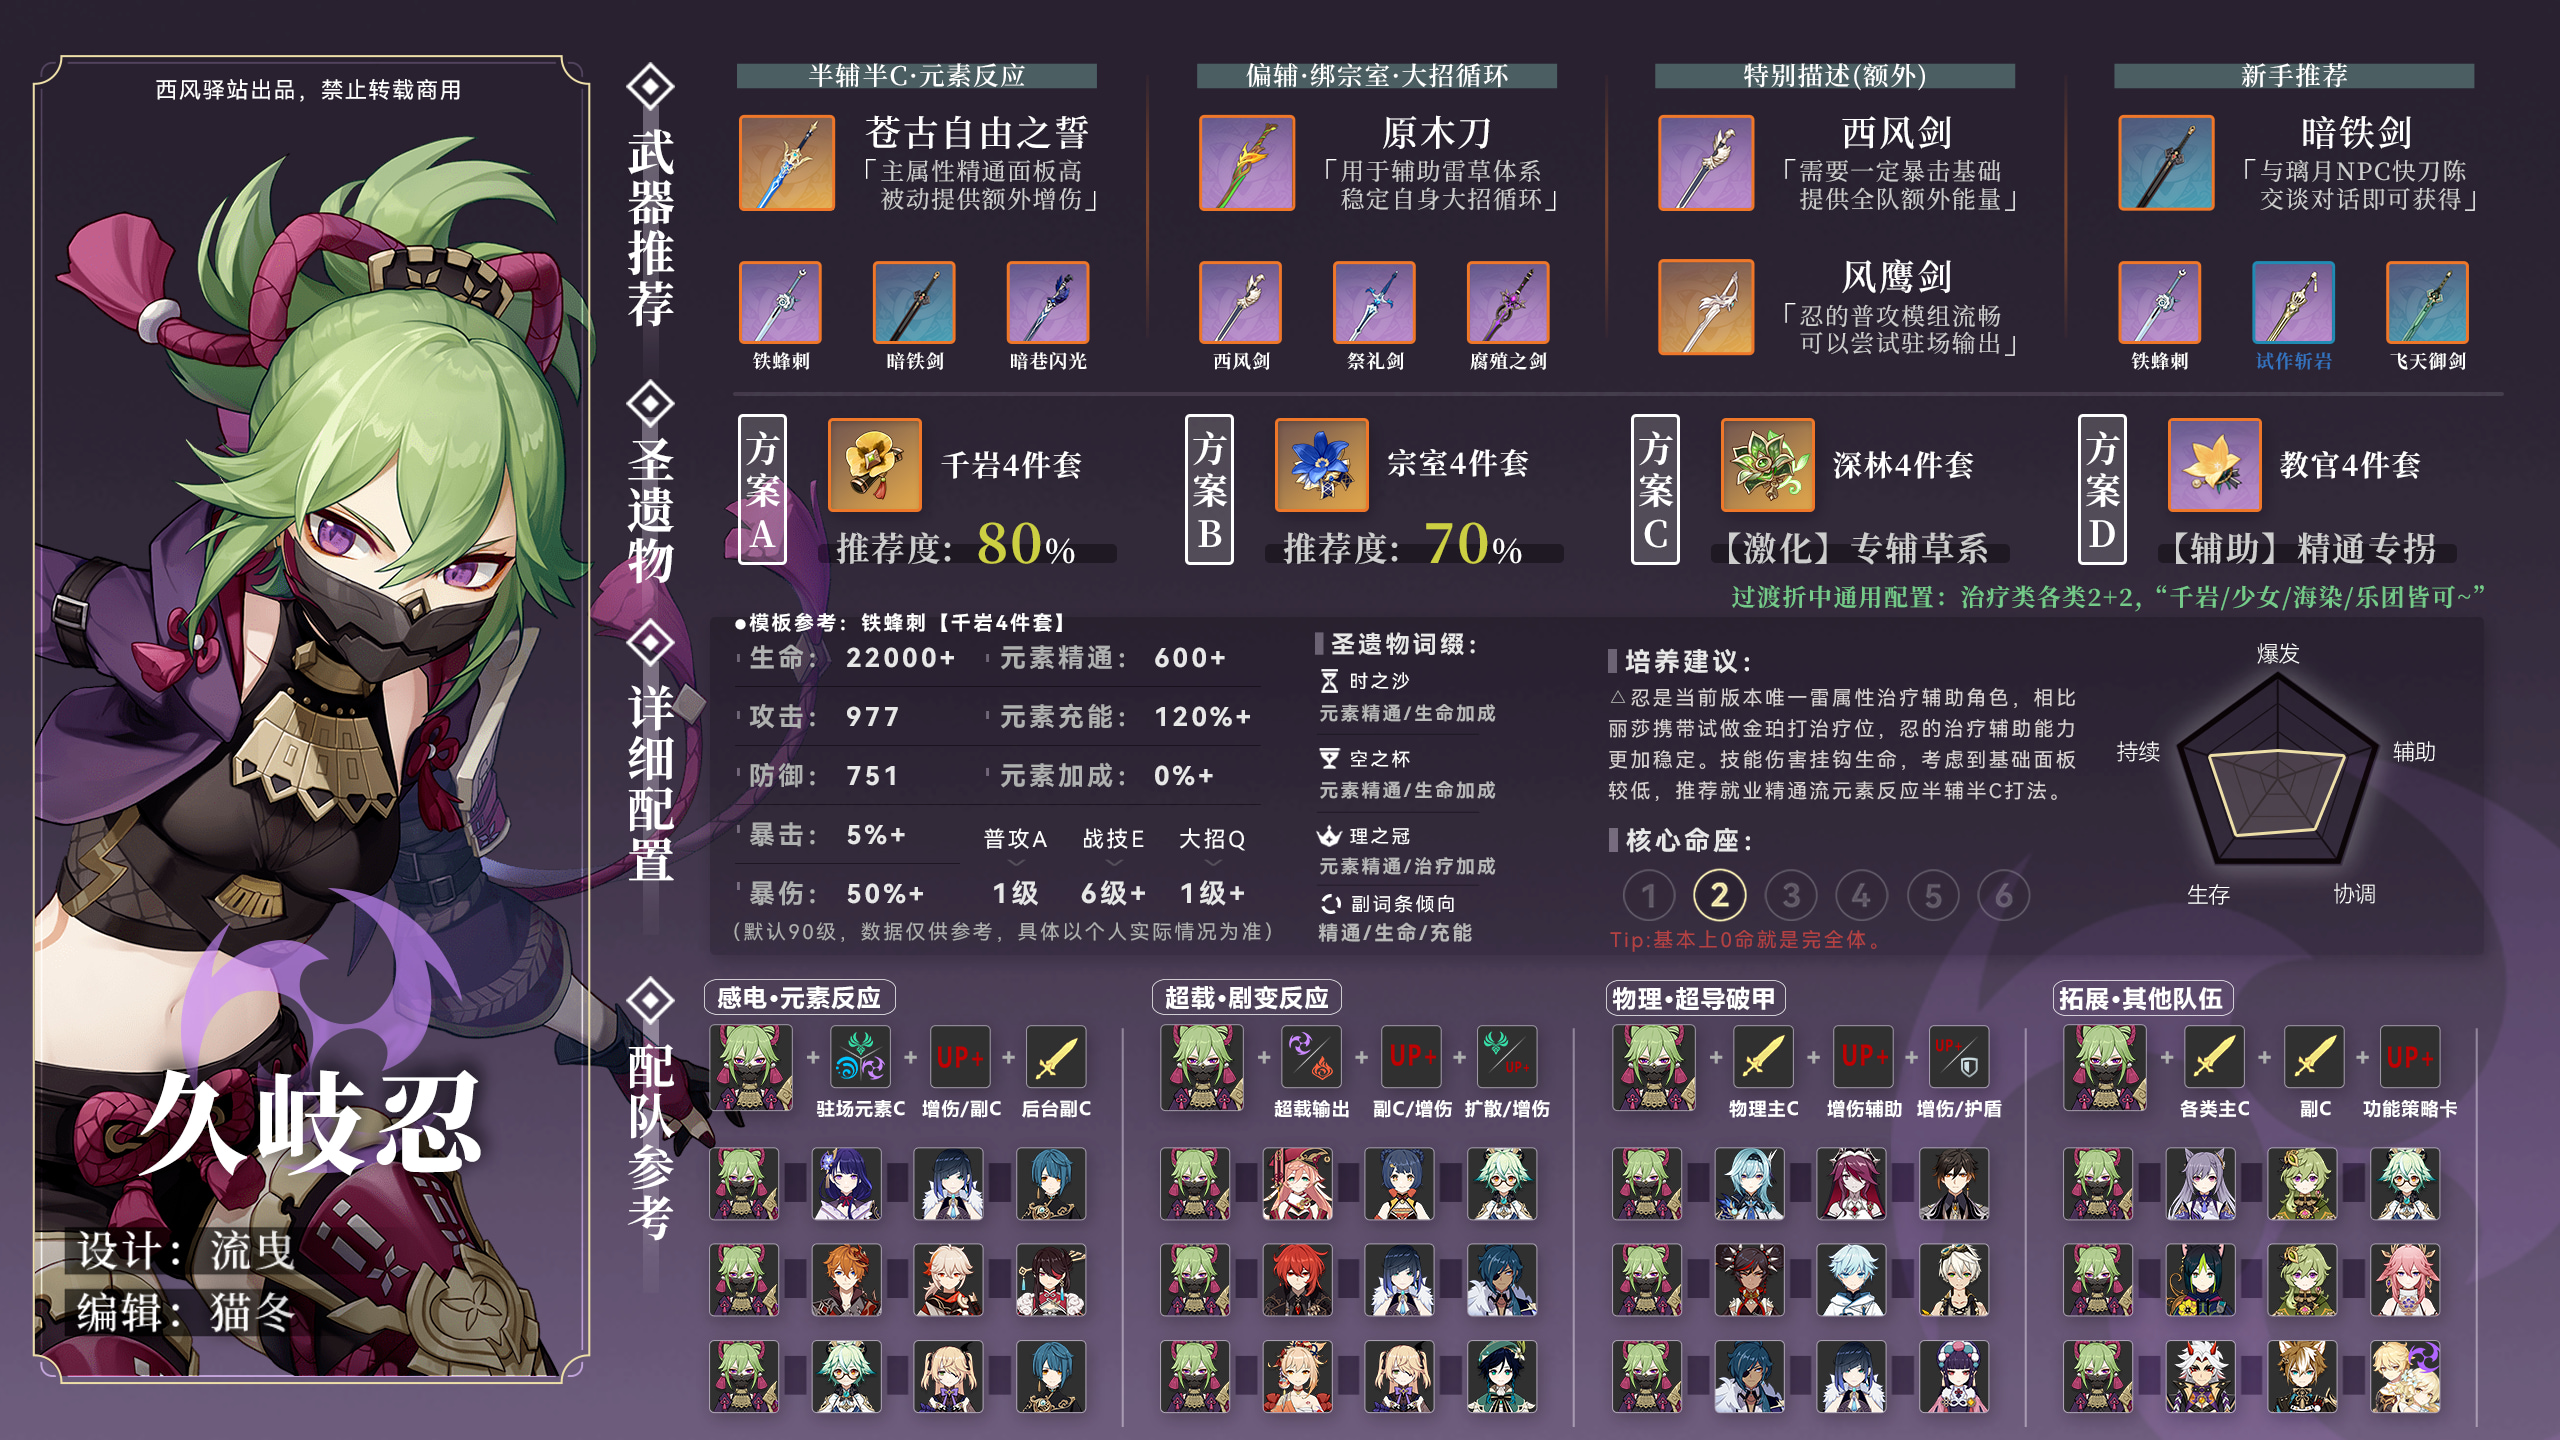 西风驿站出品，禁止转载商用
久岐忍
设计：流曳
编辑：猫冬
武器推荐
半辅半C·元素反应
苍古自由之誓
「主属性精通面板高
被动提供额外增伤」
铁蜂刺
暗铁剑
暗巷闪光
偏辅·绑宗室·大招循环
原木刀
「用于辅助雷草体系
稳定自身大招循环」
西风剑
祭礼剑
腐殖之剑
特别描述(额外)
西风剑
「需要一定暴击基础
提供全队额外能量」
风鹰剑
「忍的普攻模组流畅
可以尝试驻场输出」
新手推荐
暗铁剑
「与璃月NPC快刀陈
交谈对话即可获得」
铁蜂刺
试作斩岩
飞天御剑
圣遗物
方案A
千岩4件套
推荐度：80%
方案B
宗室4件套
推荐度：70%
方案C
深林4件套
【激化】专辅草系
方案D
教官4件套
【辅助】精通专拐
过渡折中通用配置：治疗类各类2+2，“千岩/少女/海染/乐团皆可~”
详细配置
●模板参考：铁蜂刺【千岩4件套】
生命：22000+
元素精通：600+
攻击：977
元素充能：120%+
防御：751
元素加成：0%+
暴击：5%+
普攻A 战技E 大招Q
暴伤：50%+
1级 6级+ 1级+
(默认90级，数据仅供参考，具体以个人实际情况为准)
圣遗物词缀：
时之沙
元素精通/生命加成
空之杯
元素精通/生命加成
理之冠
元素精通/治疗加成
副词条倾向
精通/生命/充能
培养建议：
△忍是当前版本唯一雷属性治疗辅助角色，相比
丽莎携带试做金珀打治疗位，忍的治疗辅助能力
更加稳定。技能伤害挂钩生命，考虑到基础面板
较低，推荐就业精通流元素反应半辅半C打法。
核心命座：
1 2 3 4 5 6
Tip:基本上0命就是完全体。
爆发
持续
辅助
生存
协调
配队参考
感电·元素反应
+ + UP+ +
驻场元素C 增伤/副C 后台副C
超载·剧变反应
+ + UP+ + UP+
超载输出 副C/增伤 扩散/增伤
物理·超导破甲
+ + UP+ + UP+
物理主C 增伤辅助 增伤/护盾
拓展·其他队伍
+ + + UP+
各类主C 副C 功能策略卡